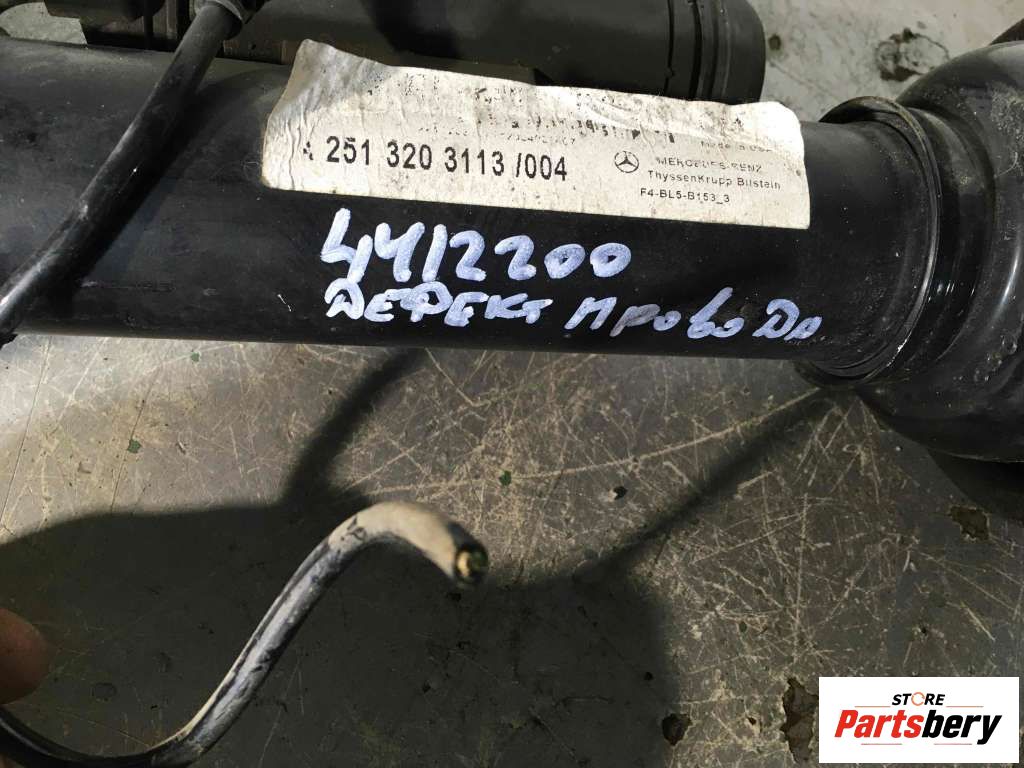 A 251 320 3113 /004
MERCEDES-BENZ
ThyssenKrupp Bilstein
F4-BL5-B153_3
4412200
ДЕФЕКТ ПРОВОДА
STORE
Partsbery